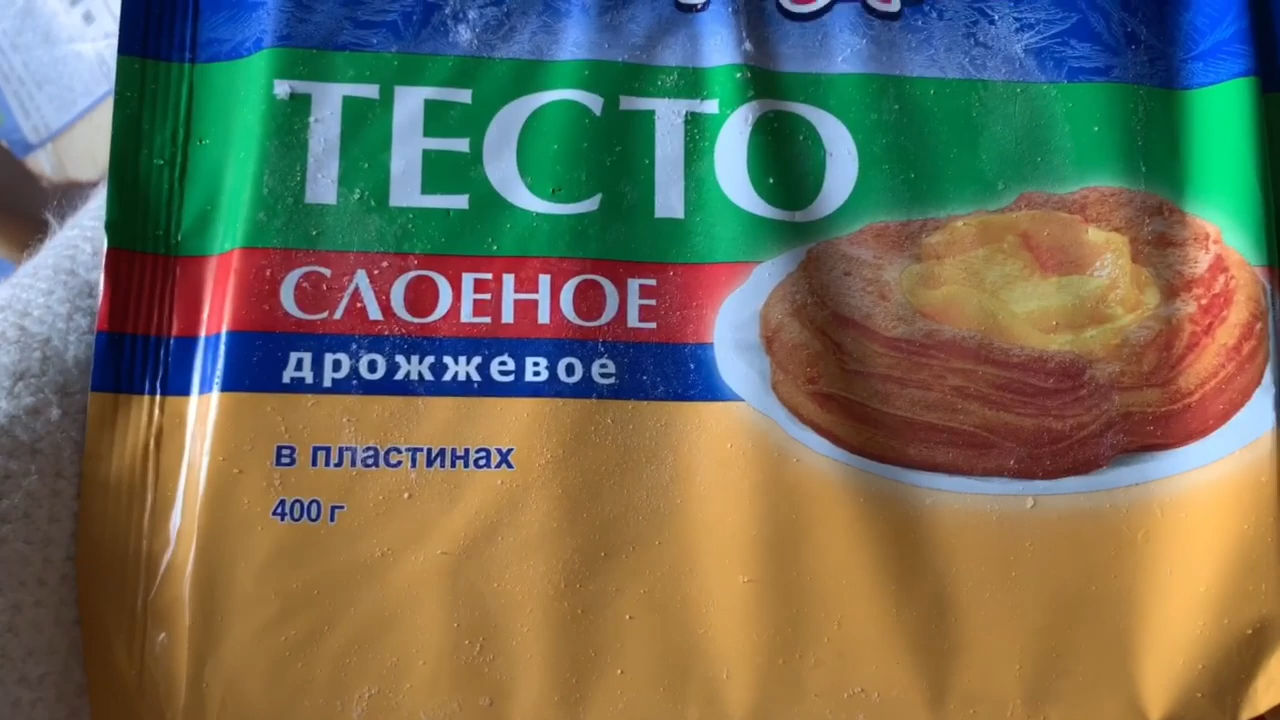 ТЕСТО
СЛОЕНОЕ
дрожжевое
в пластинах
400 г